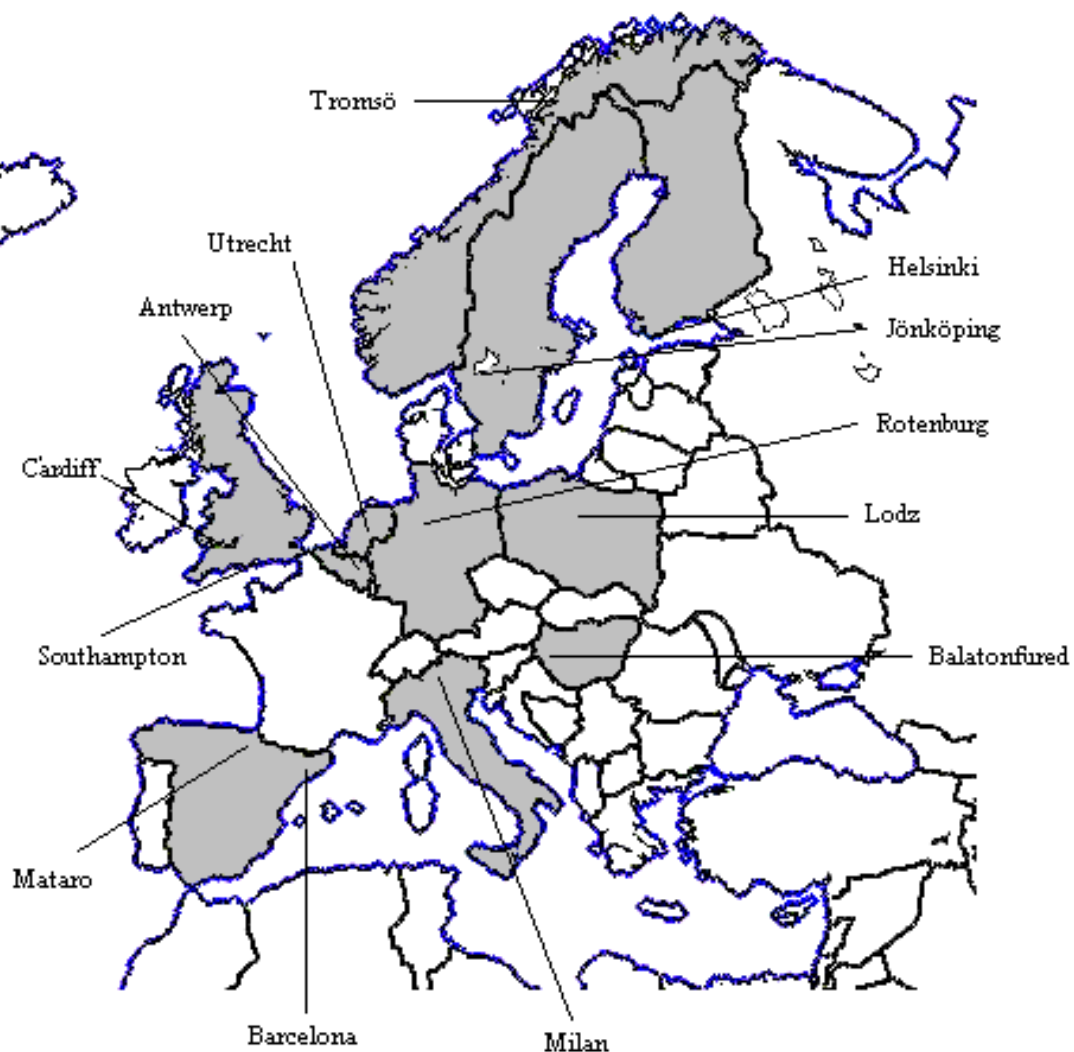 Tromsö
Utrecht
Helsinki
Antwerp
Jönköping
Rotenburg
Cardiff
Lodz
Southampton
Balatonfured
Mataro
Barcelona
Milan